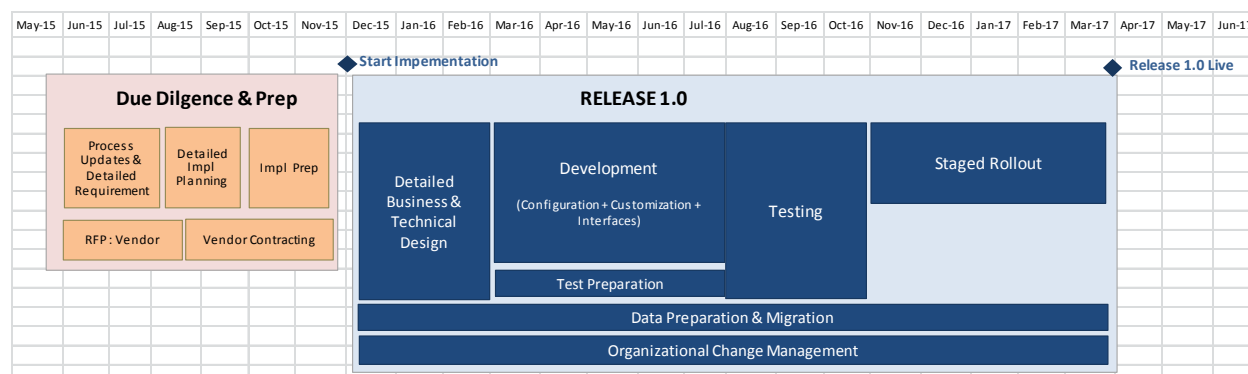 May-15 Jun-15 Jul-15 Aug-15 Sep-15 Oct-15 Nov-15 Dec-15 Jan-16 Feb-16 Mar-16 Apr-16 May-16 Jun-16 Jul-16 Aug-16 Sep-16 Oct-16 Nov-16 Dec-16 Jan-17 Feb-17 Mar-17 Apr-17 May-17 Jun-17
Start Impementation
Release 1.0 Live
Due Dilgence & Prep
RELEASE 1.0
Process
Updates &
Detailed
Requirement
Detailed
Impl
Planning
Impl Prep
RFP : Vendor
Vendor Contracting
Detailed
Business &
Technical
Design
Development
(Configuration + Customization +
Interfaces)
Test Preparation
Testing
Staged Rollout
Data Preparation & Migration
Organizational Change Management